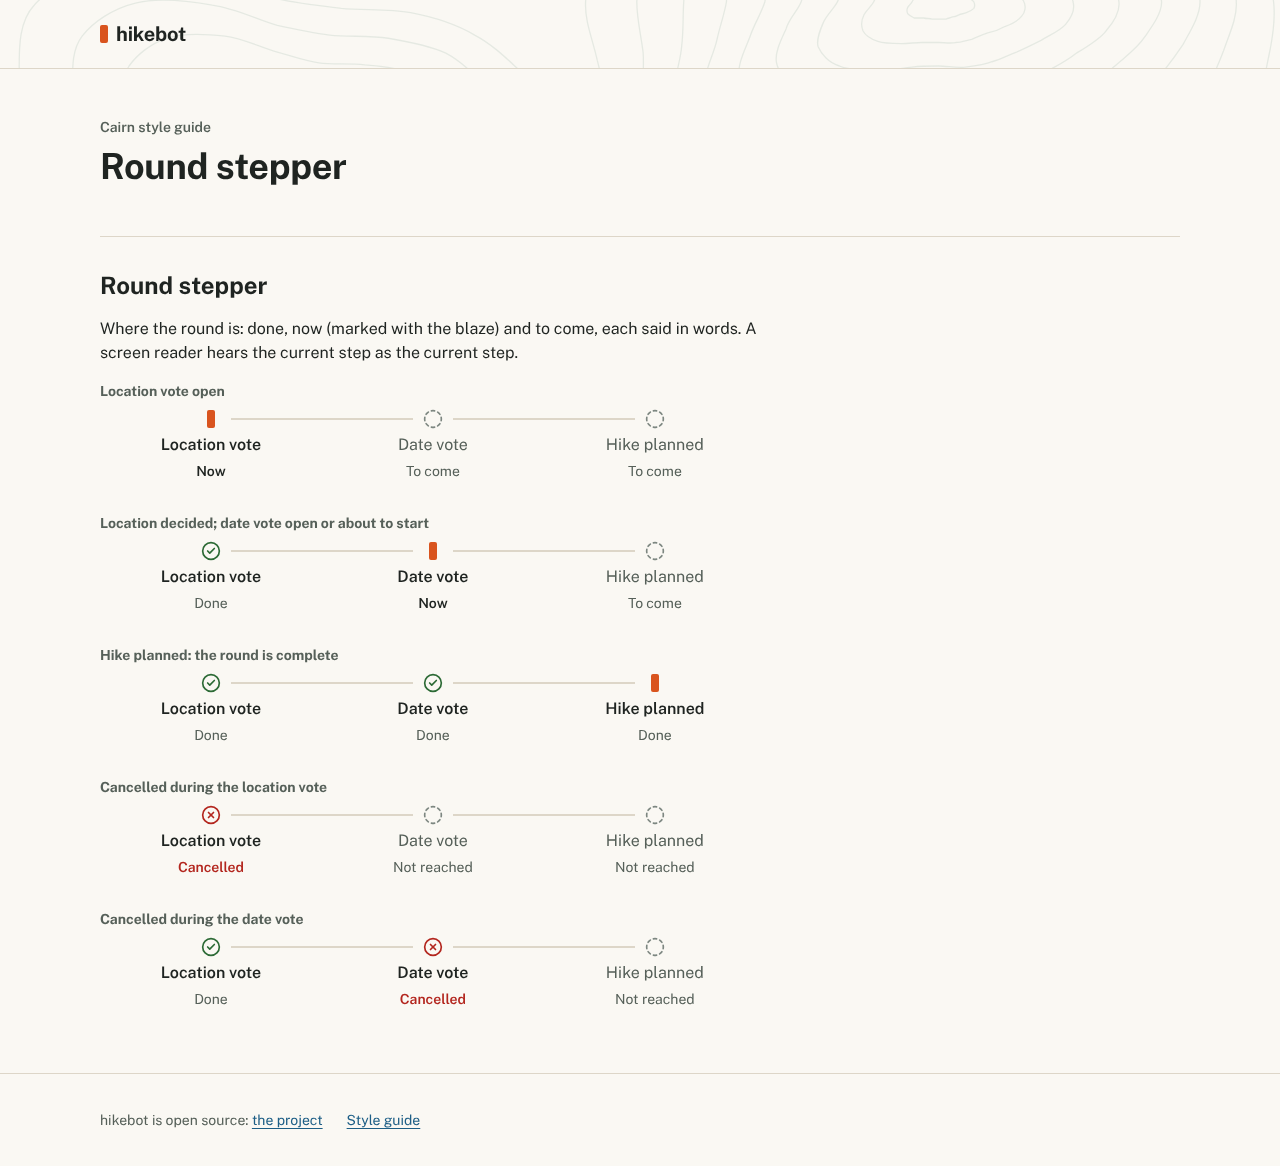 hikebot
Cairn style guide
Round stepper
Round stepper
Where the round is: done, now (marked with the blaze) and to come, each said in words. A
screen reader hears the current step as the current step.
Location vote open
Location vote Date vote Hike planned
Now To come To come
Location decided; date vote open or about to start
Location vote Date vote Hike planned
Done Now To come
Hike planned: the round is complete
Location vote Date vote Hike planned
Done Done Done
Cancelled during the location vote
Location vote Date vote Hike planned
Cancelled Not reached Not reached
Cancelled during the date vote
Location vote Date vote Hike planned
Done Cancelled Not reached
hikebot is open source: the project Style guide